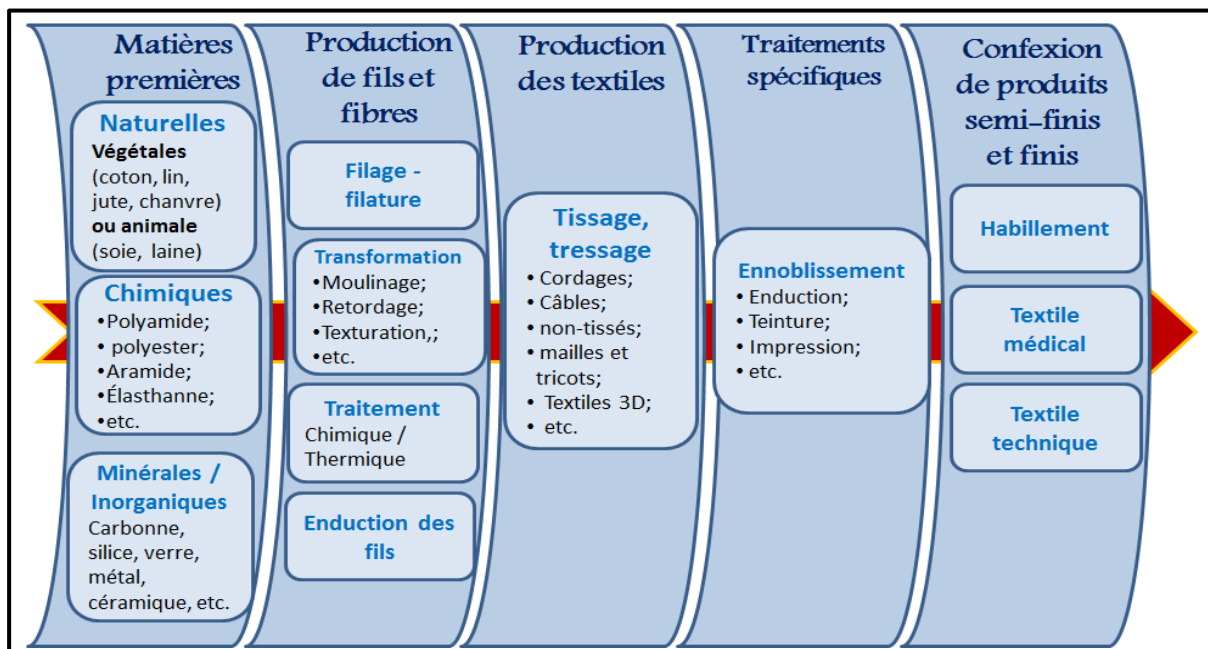 Matières
premières
Naturelles
Végétales
(coton, lin,
jute, chanvre)
ou animale
(soie, laine)
Chimiques
•Polyamide;
• polyester;
•Aramide;
•Élasthanne;
•etc.
Minérales /
Inorganiques
Carbonne,
silice, verre,
métal,
céramique, etc.
Production
de fils et
fibres
Filage -
filature
Transformation
•Moulinage;
•Retordage;
•Texturation,;
•etc.
Traitement
Chimique /
Thermique
Enduction des
fils
Production
des textiles
Tissage,
tressage
• Cordages;
• Câbles;
• non-tissés;
• mailles et
tricots;
• Textiles 3D;
• etc.
Traitements
spécifiques
Ennoblissement
• Enduction;
• Teinture;
• Impression;
• etc.
Confexion
de produits
semi-finis
et finis
Habillement
Textile
médical
Textile
technique